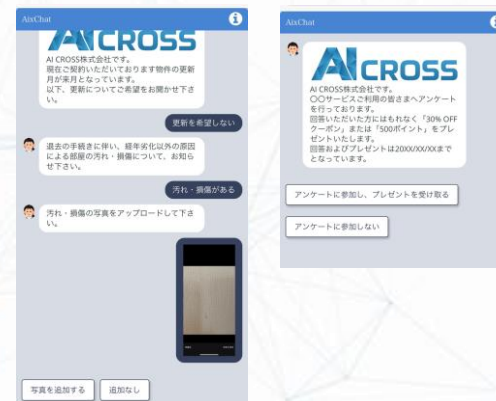 AixChat
AI CROSS
AI CROSS株式会社です。
現在ご契約いただいております物件の更新
月が来月となっています。
以下、更新についてご希望をお聞かせ下さ
い。
更新を希望しない
退去の手続きに伴い、経年劣化以外の原因
による部屋の汚れ・損傷について、お知ら
せ下さい。
汚れ・損傷がある
汚れ・損傷の写真をアップロードして下さ
い。
写真を追加する
追加なし
AixChat
AI CROSS
AI CROSS株式会社です。
〇〇サービスご利用の皆さまへアンケート
を行っております。
回答いただいた方にはもれなく「30% OFF
クーポン」または「500ポイント」をプレ
ゼントいたします。
回答およびプレゼントは20XX/XX/XXまで
となっています。
アンケートに参加し、プレゼントを受け取る
アンケートに参加しない